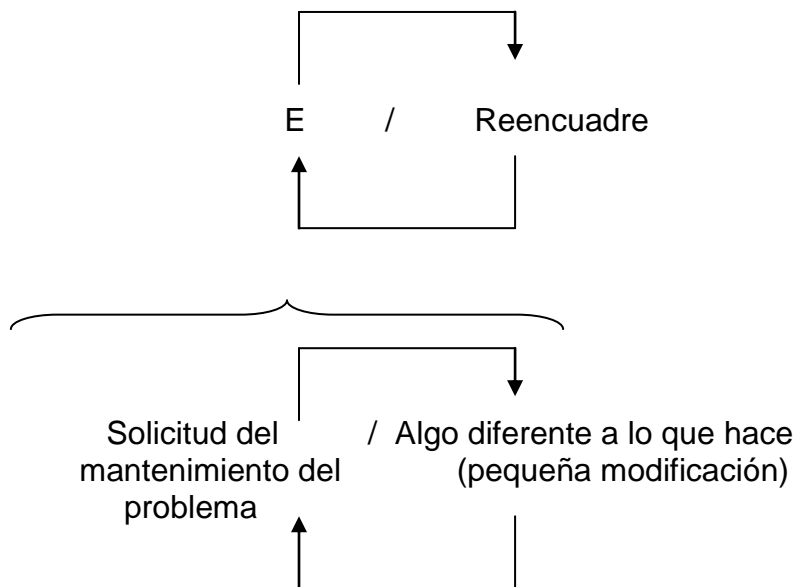 E / Reencuadre
Solicitud del / Algo diferente a lo que hace
mantenimiento del (pequeña modificación)
problema